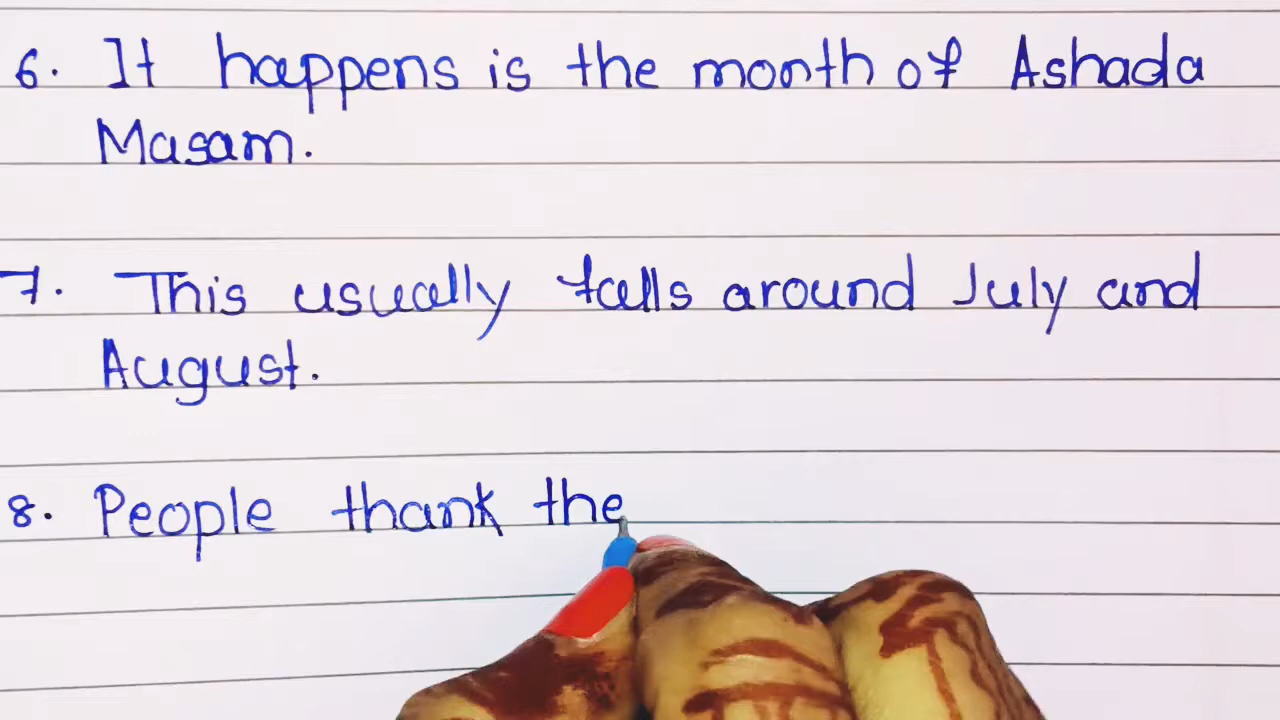 6. It happens is the month of Ashada
Masam.
7. This usually falls around July and
August.
8. People thank the